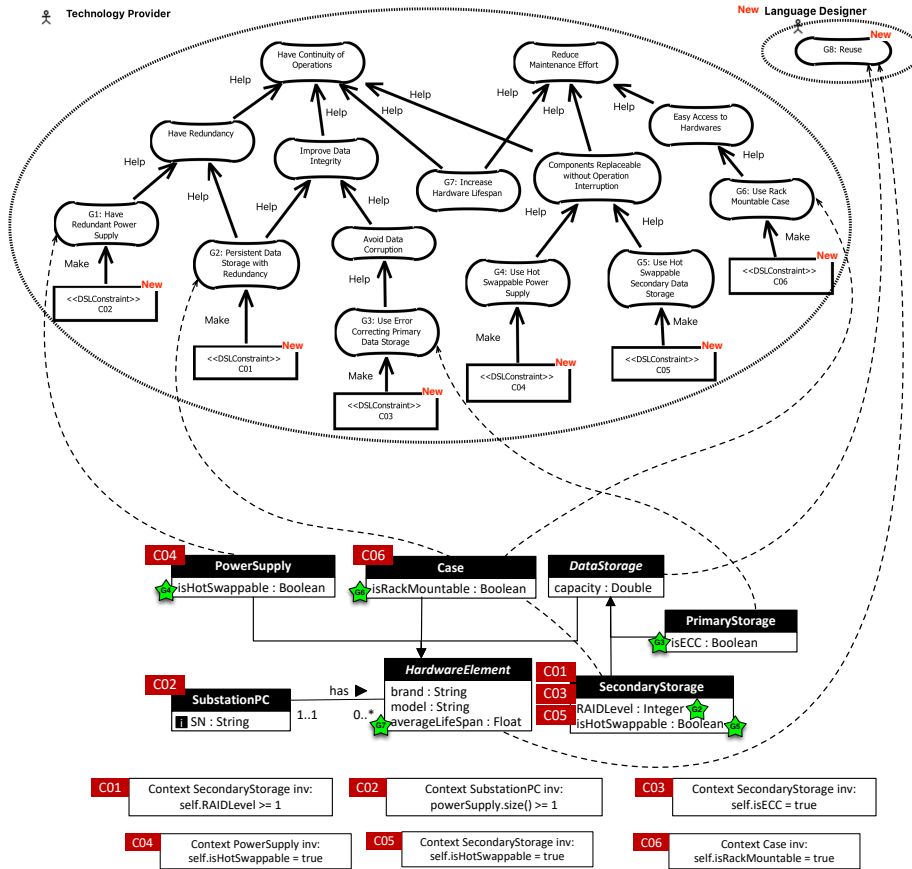 Technology Provider
New Language Designer
New
G8: Reuse
Have Continuity of
Operations
Reduce
Maintenance Effort
Help
Help
Help
Help
Help
Help
Help
Have Redundancy
Improve Data
Integrity
Easy Access to
Hardwares
Help
Help
Help
Help
Help
G7: Increase
Hardware Lifespan
Components Replaceable
without Operation
Interruption
G6: Use Rack
Mountable Case
G1: Have
Redundant Power
Supply
G2: Persistent Data
Storage with
Redundancy
Avoid Data
Corruption
Help
Help
G4: Use Hot
Swappable Power
Supply
G5: Use Hot
Swappable
Secondary Data
Storage
Make
Make
New
<<DSLConstraint>>
C02
New
<<DSLConstraint>>
C06
Help
G3: Use Error
Correcting Primary
Data Storage
Make
Make
Make
New
<<DSLConstraint>>
C01
New
<<DSLConstraint>>
C05
Make
New
<<DSLConstraint>>
C03
New
<<DSLConstraint>>
C04
C04
PowerSupply
G4
isHotSwappable : Boolean
C06
Case
G6
isRackMountable : Boolean
DataStorage
capacity : Double
PrimaryStorage
G3
isECC : Boolean
C02
SubstationPC
i SN : String
has
1..1
0..*
HardwareElement
brand : String
model : String
averageLifeSpan : Float
G7
C01
C03
C05
SecondaryStorage
RAIDLevel : Integer
G2
isHotSwappable : Boolean
G5
C01
Context SecondaryStorage inv:
self.RAIDLevel >= 1
C02
Context SubstationPC inv:
powerSupply.size() >= 1
C03
Context SecondaryStorage inv:
self.isECC = true
C04
Context PowerSupply inv:
self.isHotSwappable = true
C05
Context SecondaryStorage inv:
self.isHotSwappable = true
C06
Context Case inv:
self.isRackMountable = true